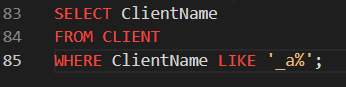 83 SELECT ClientName
84 FROM CLIENT
85 WHERE ClientName LIKE '_a%';